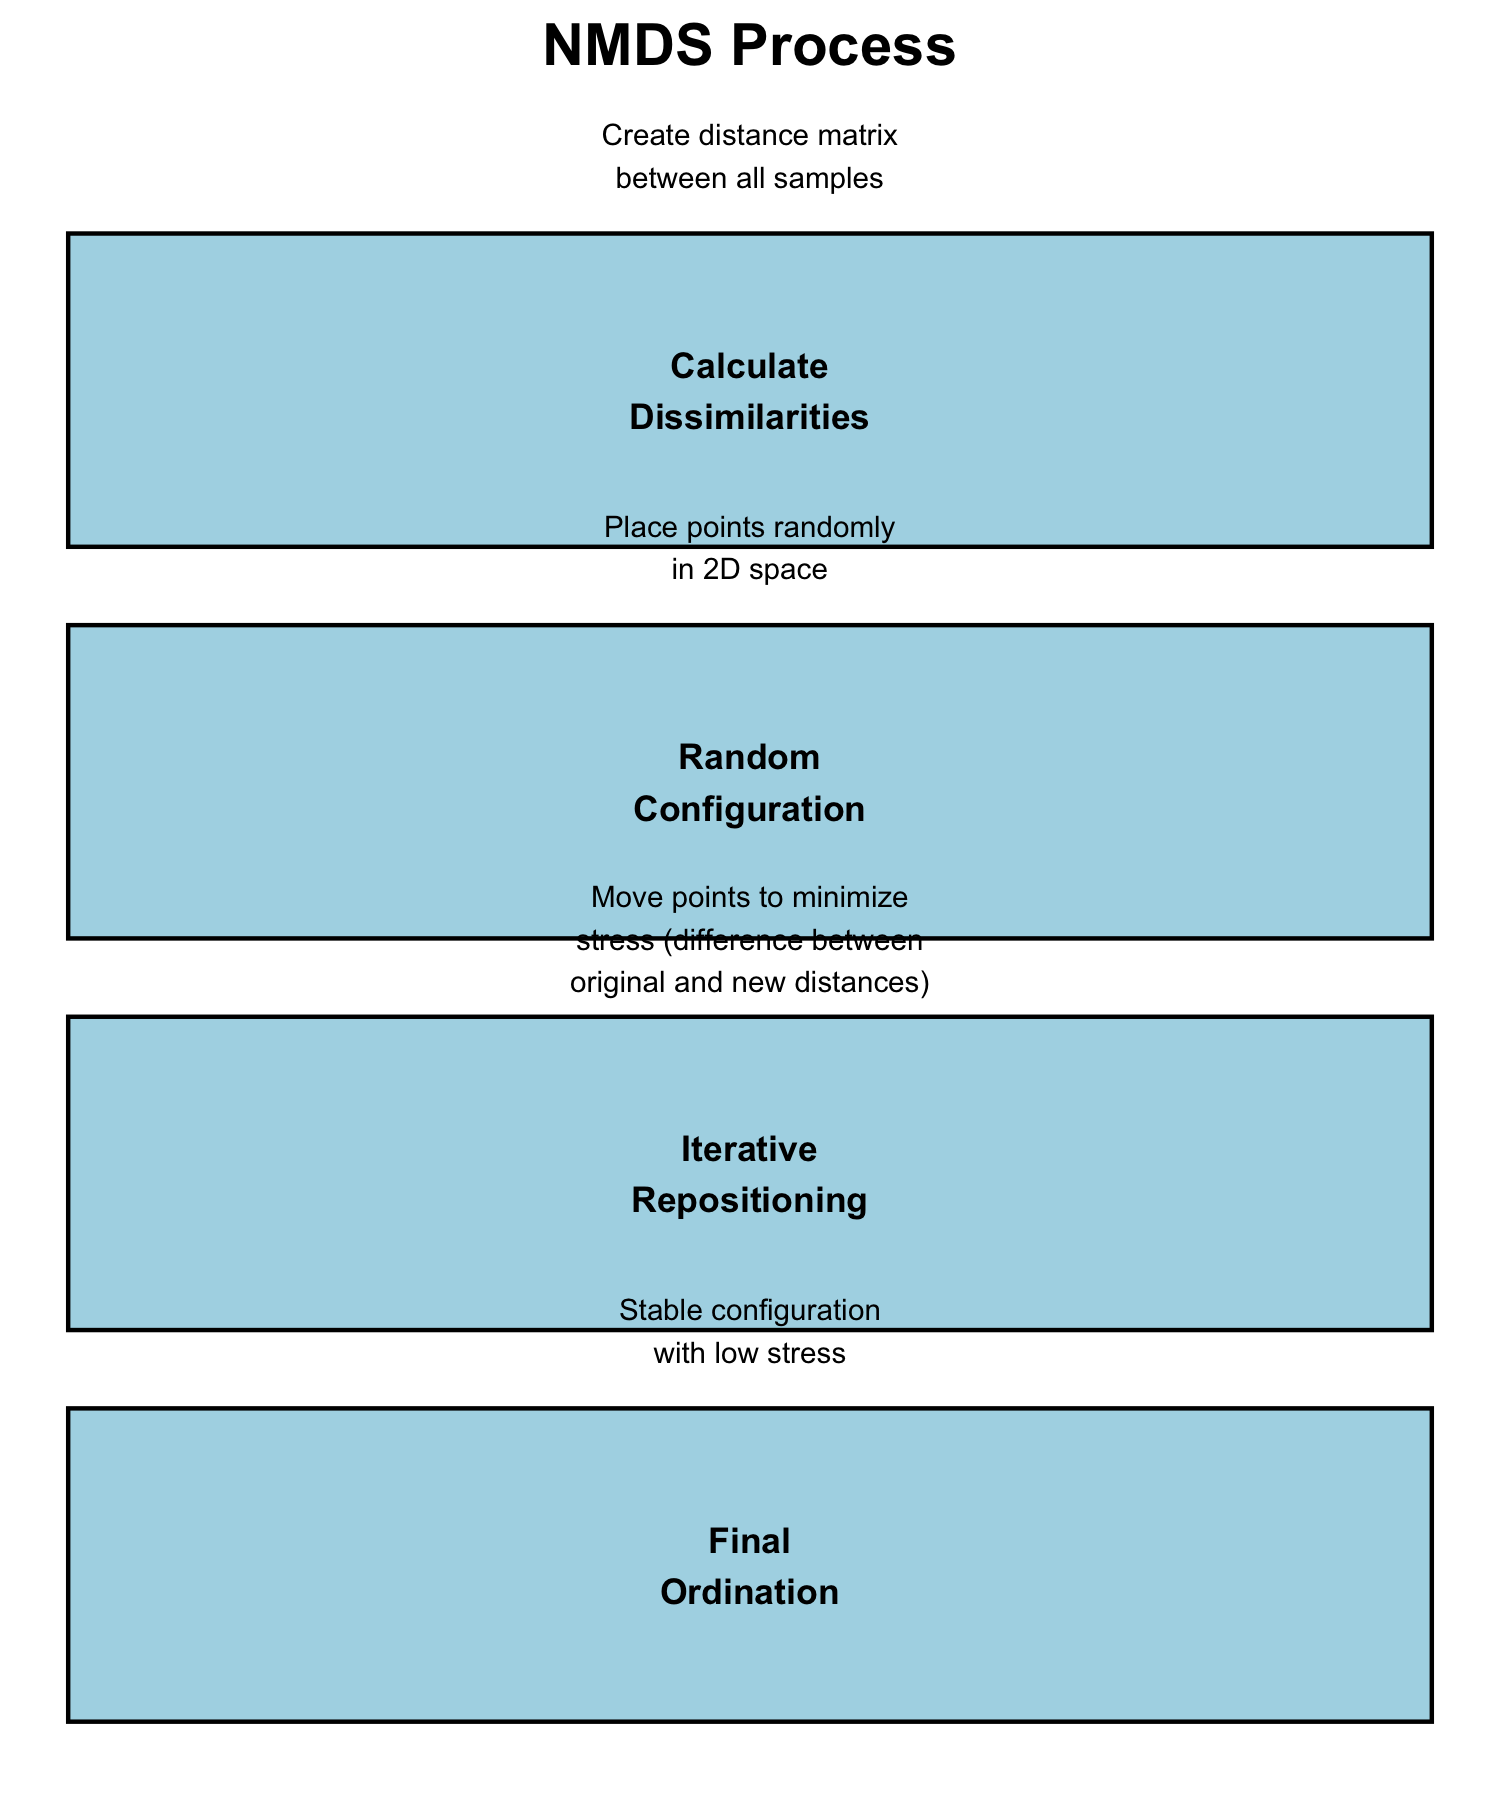 NMDS Process
Create distance matrix
between all samples
Calculate
Dissimilarities
Place points randomly
in 2D space
Random
Configuration
Move points to minimize
stress (difference between
original and new distances)
Iterative
Repositioning
Stable configuration
with low stress
Final
Ordination